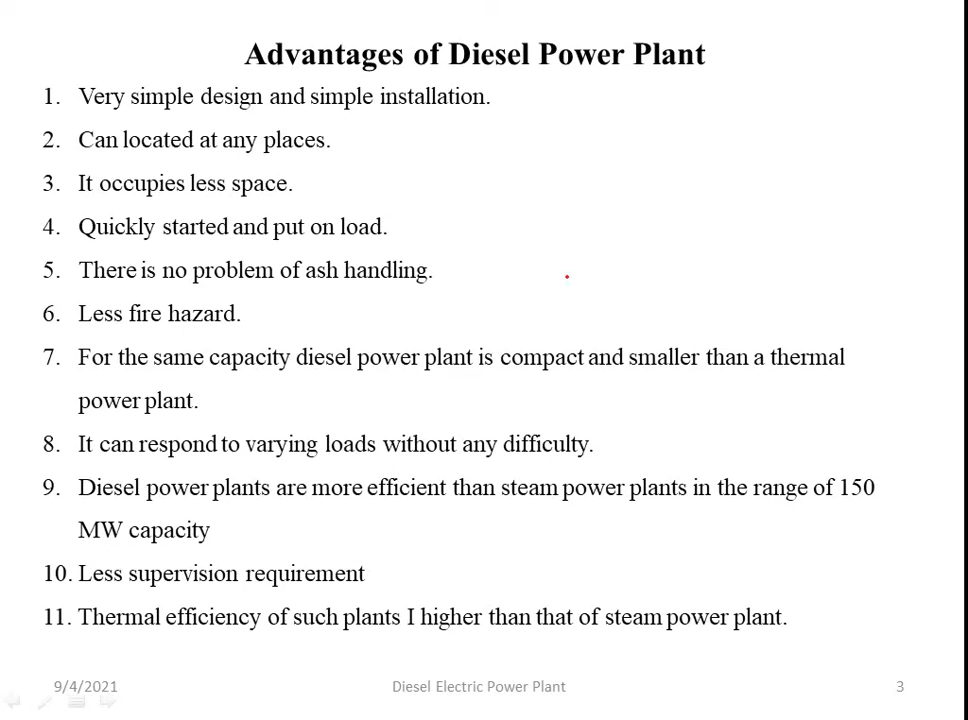 Advantages of Diesel Power Plant
1. Very simple design and simple installation.
2. Can located at any places.
3. It occupies less space.
4. Quickly started and put on load.
5. There is no problem of ash handling.
6. Less fire hazard.
7. For the same capacity diesel power plant is compact and smaller than a thermal
power plant.
8. It can respond to varying loads without any difficulty.
9. Diesel power plants are more efficient than steam power plants in the range of 150
MW capacity
10. Less supervision requirement
11. Thermal efficiency of such plants I higher than that of steam power plant.
9/4/2021 Diesel Electric Power Plant 3